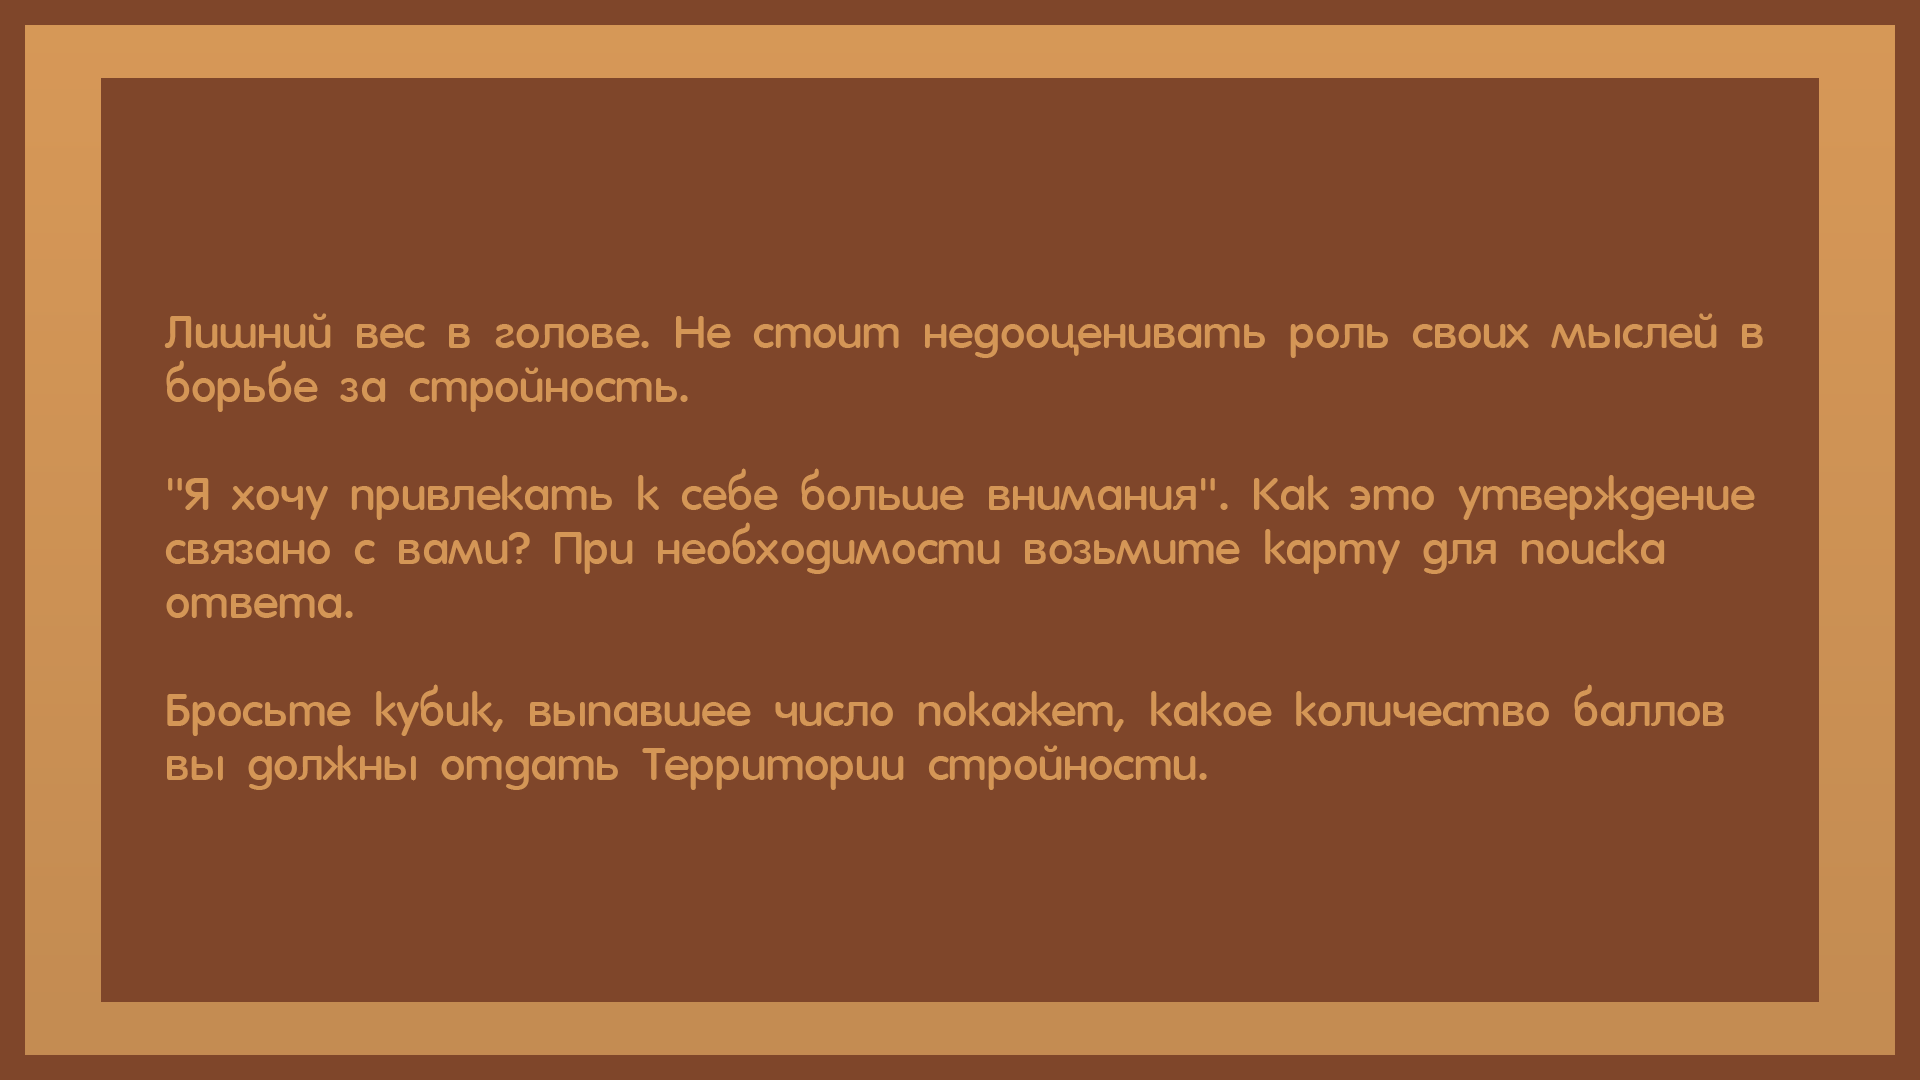 Лишний вес в голове. Не стоит недооценивать роль своих мыслей в
борьбе за стройность.
"Я хочу привлекать к себе больше внимания". Как это утверждение
связано с вами? При необходимости возьмите карту для поиска
ответа.
Бросьте кубик, выпавшее число покажет, какое количество баллов
вы должны отдать Территории стройности.